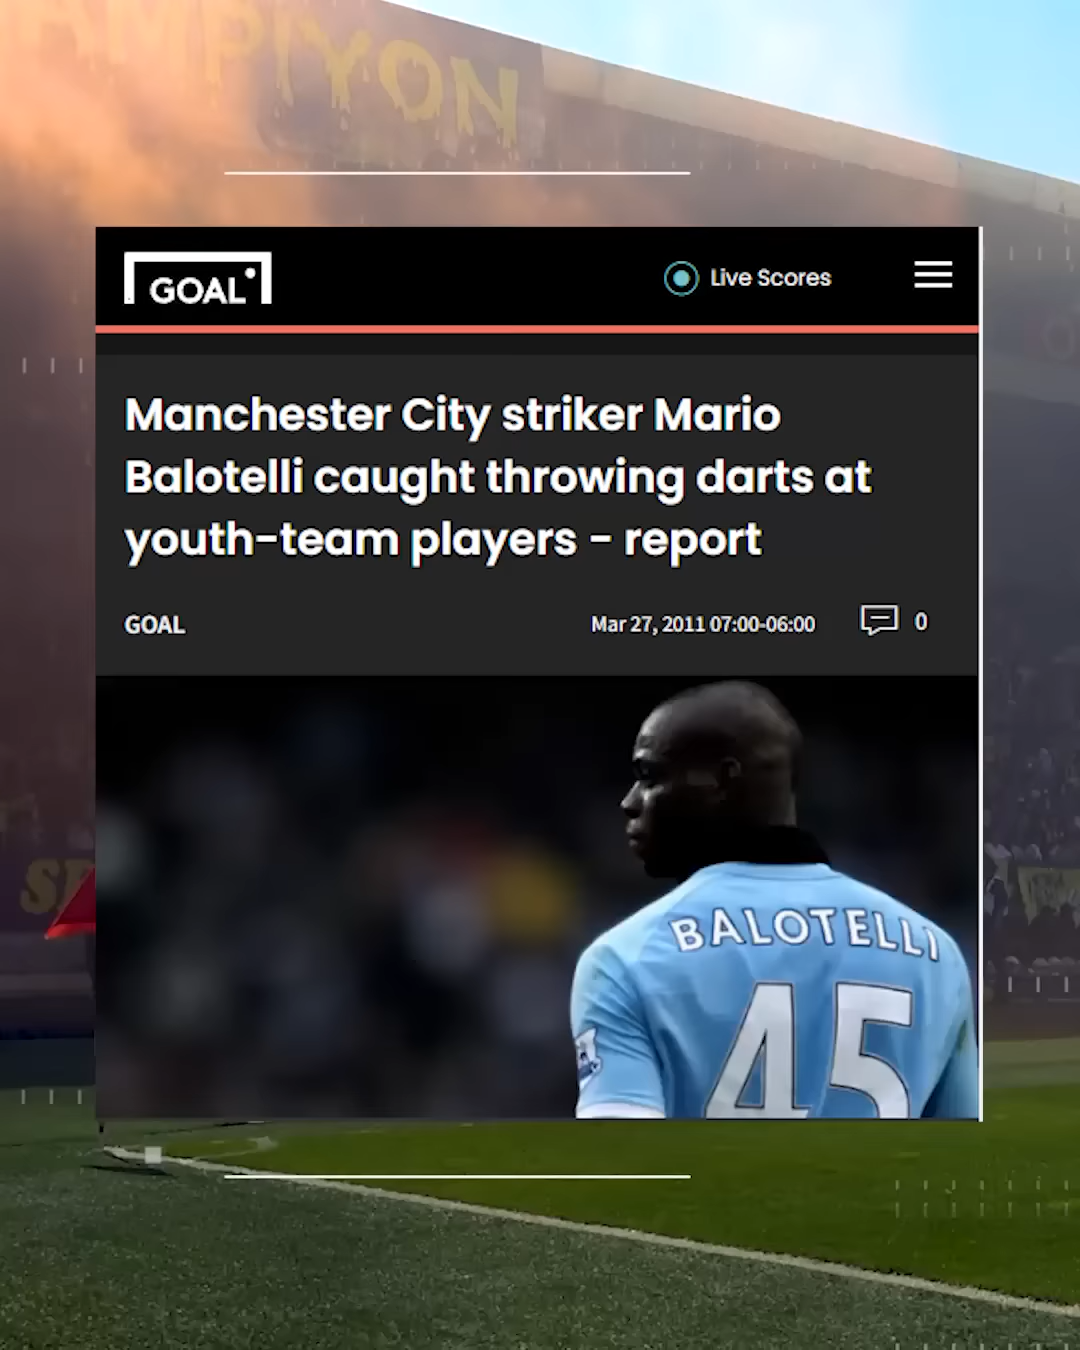 AMPIYON
GOAL
Live Scores
Manchester City striker Mario
Balotelli caught throwing darts at
youth-team players - report
GOAL
Mar 27, 2011 07:00-06:00
0
BALOTELLI
45